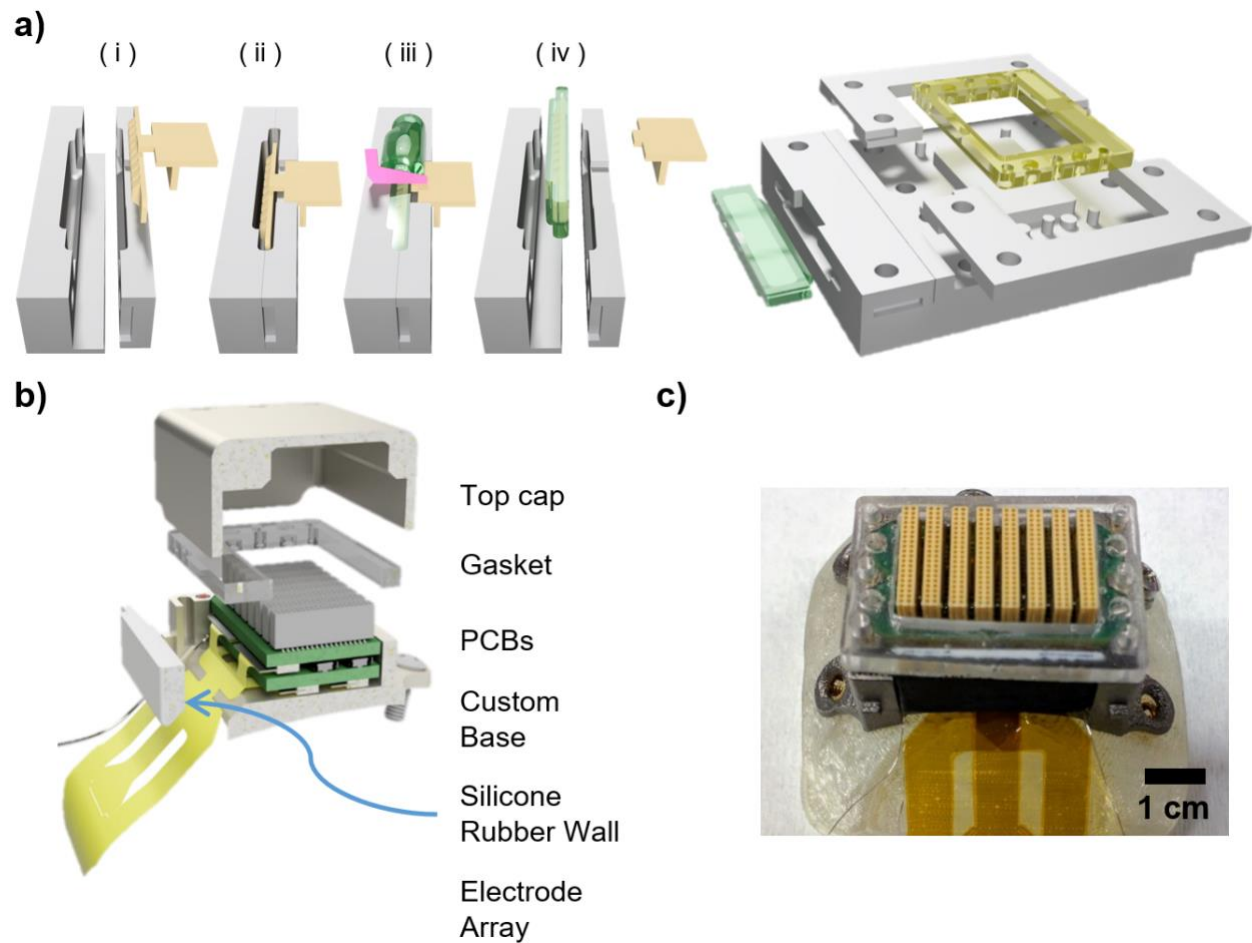 a)
( i )
( ii )
( iii )
( iv )
b)
Top cap
Gasket
PCBs
Custom
Base
Silicone
Rubber Wall
Electrode
Array
c)
1 cm